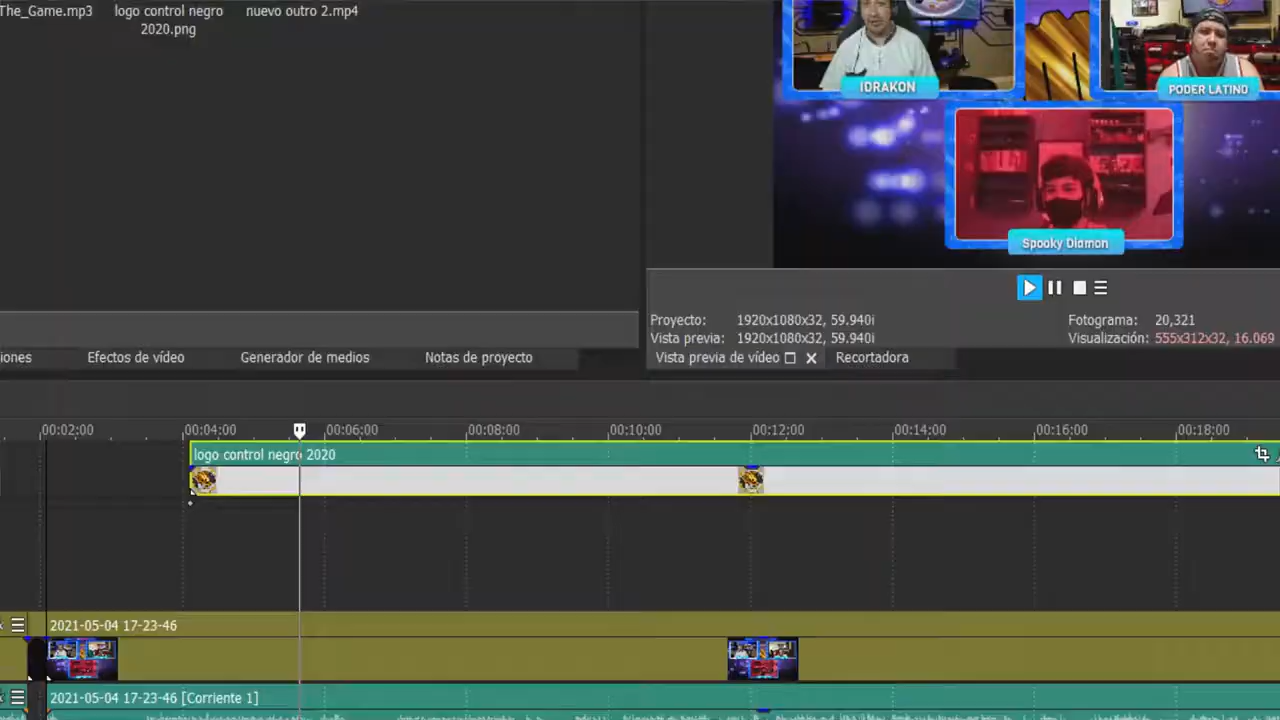 The_Game.mp3
logo control negro
2020.png
nuevo outro 2.mp4
IDRAKON
PODER LATINO
Spooky Diamon
Proyecto: 1920x1080x32, 59.940i
Fotograma: 20,321
Vista previa: 1920x1080x32, 59.940i
Visualización: 555x312x32, 16.069
iones
Efectos de vídeo
Generador de medios
Notas de proyecto
Vista previa de vídeo
Recortadora
00:02:00 00:04:00 00:06:00 00:08:00 00:10:00 00:12:00 00:14:00 00:16:00 00:18:00
logo control negro 2020
2021-05-04 17-23-46
2021-05-04 17-23-46 [Corriente 1]